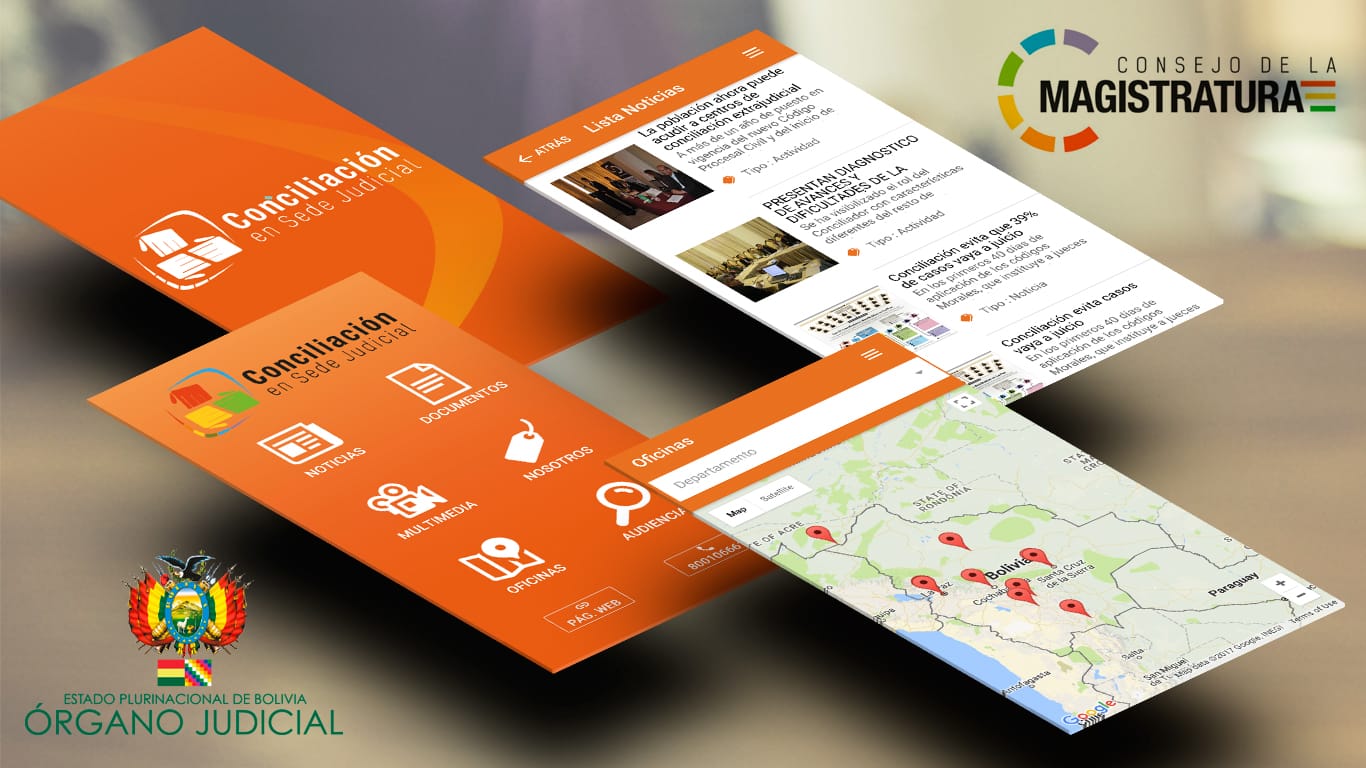 CONSEJO DE LA
MAGISTRATURA
Conciliación
en Sede Judicial
ATRÁS
Lista Noticias
La población ahora puede
acudir a centos de
conciliación extrajudicial
A más de un año de puesto en
vigencia del nuevo Código
Procesal Civil y del inicio de
Tipo : Actividad
PRESENTAN DIAGNOSTICO
DE AVANCES Y
DIFICULTADES DE LA
Se ha visibilizado el rol del
Conciliador con características
diferentes del resto de
Tipo : Actividad
Conciliación evita que 39%
de casos vaya a juicio
En los primeros 40 días de
aplicación de los códigos
Morales, que instituye a jueces
Tipo : Noticia
Conciliación evita casos
vaya a juicio
En los primeros 40 días de
aplicación de los códigos
Morales, que instituye a jueces
Conciliación
en Sede Judicial
DOCUMENTOS
NOTICIAS
NOSOTROS
MULTIMEDIA
AUDIENCIA
OFICINAS
80010666
PÁG. WEB
Oficinas
Departamento
Map
Satellite
STATE OF
RONDÔNIA
STATE OF ACRE
Bolivia
La Paz
Santa Cruz
de la Sierra
Paraguay
Salta
Antofagasta
San Miguel
Map data ©2017 Google, INEGI
Terms of Use
Google
ESTADO PLURINACIONAL DE BOLIVIA
ÓRGANO JUDICIAL